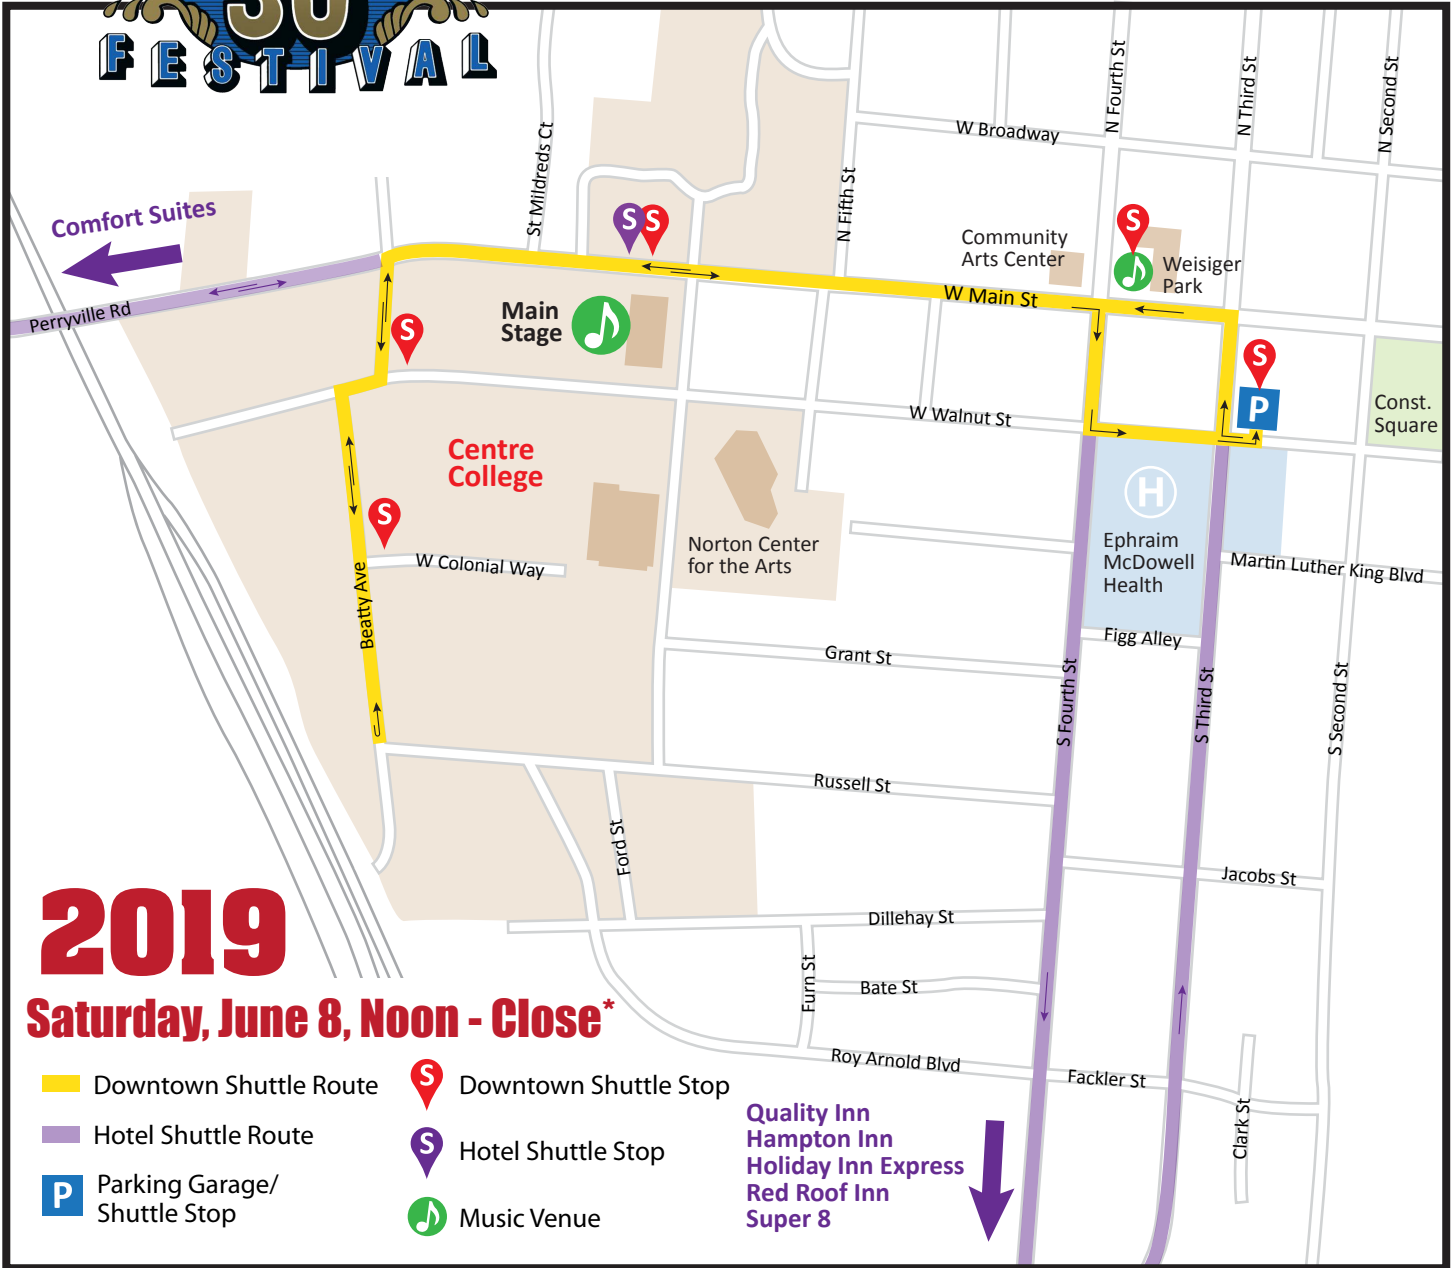 30
FESTIVAL
St Mildreds Ct
N Fifth St
W Broadway
N Fourth St
N Third St
N Second St
Comfort Suites
Perryville Rd
S
S
S
Community
Arts Center
Weisiger
Park
W Main St
Main
Stage
S
S
P
Const.
Square
W Walnut St
Centre
College
S
H
Norton Center
for the Arts
Ephraim
McDowell
Health
Martin Luther King Blvd
W Colonial Way
Beatty Ave
Figg Alley
Grant St
S Fourth St
S Third St
S Second St
Russell St
Ford St
Jacobs St
Dillehay St
Furn St
Bate St
Roy Arnold Blvd
Fackler St
Clark St
2019
Saturday, June 8, Noon - Close*
Downtown Shuttle Route
Hotel Shuttle Route
P
Parking Garage/
Shuttle Stop
S
Downtown Shuttle Stop
S
Hotel Shuttle Stop
Music Venue
Quality Inn
Hampton Inn
Holiday Inn Express
Red Roof Inn
Super 8